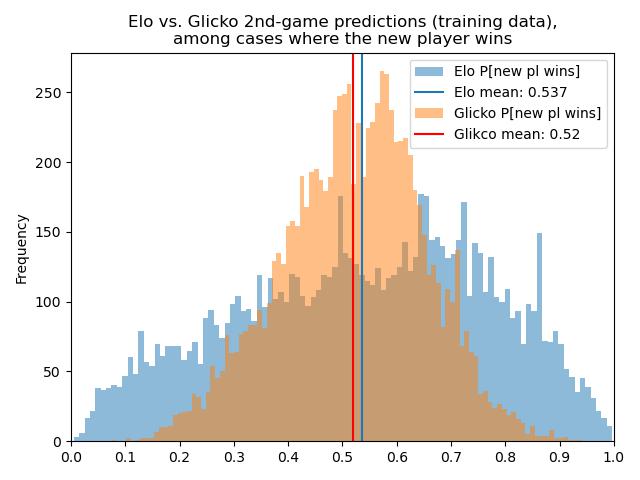 Elo vs. Glicko 2nd-game predictions (training data),
among cases where the new player wins
Elo P[new pl wins]
Elo mean: 0.537
Glicko P[new pl wins]
Glikco mean: 0.52
Frequency
250
200
150
100
50
0
0.0 0.1 0.2 0.3 0.4 0.5 0.6 0.7 0.8 0.9 1.0